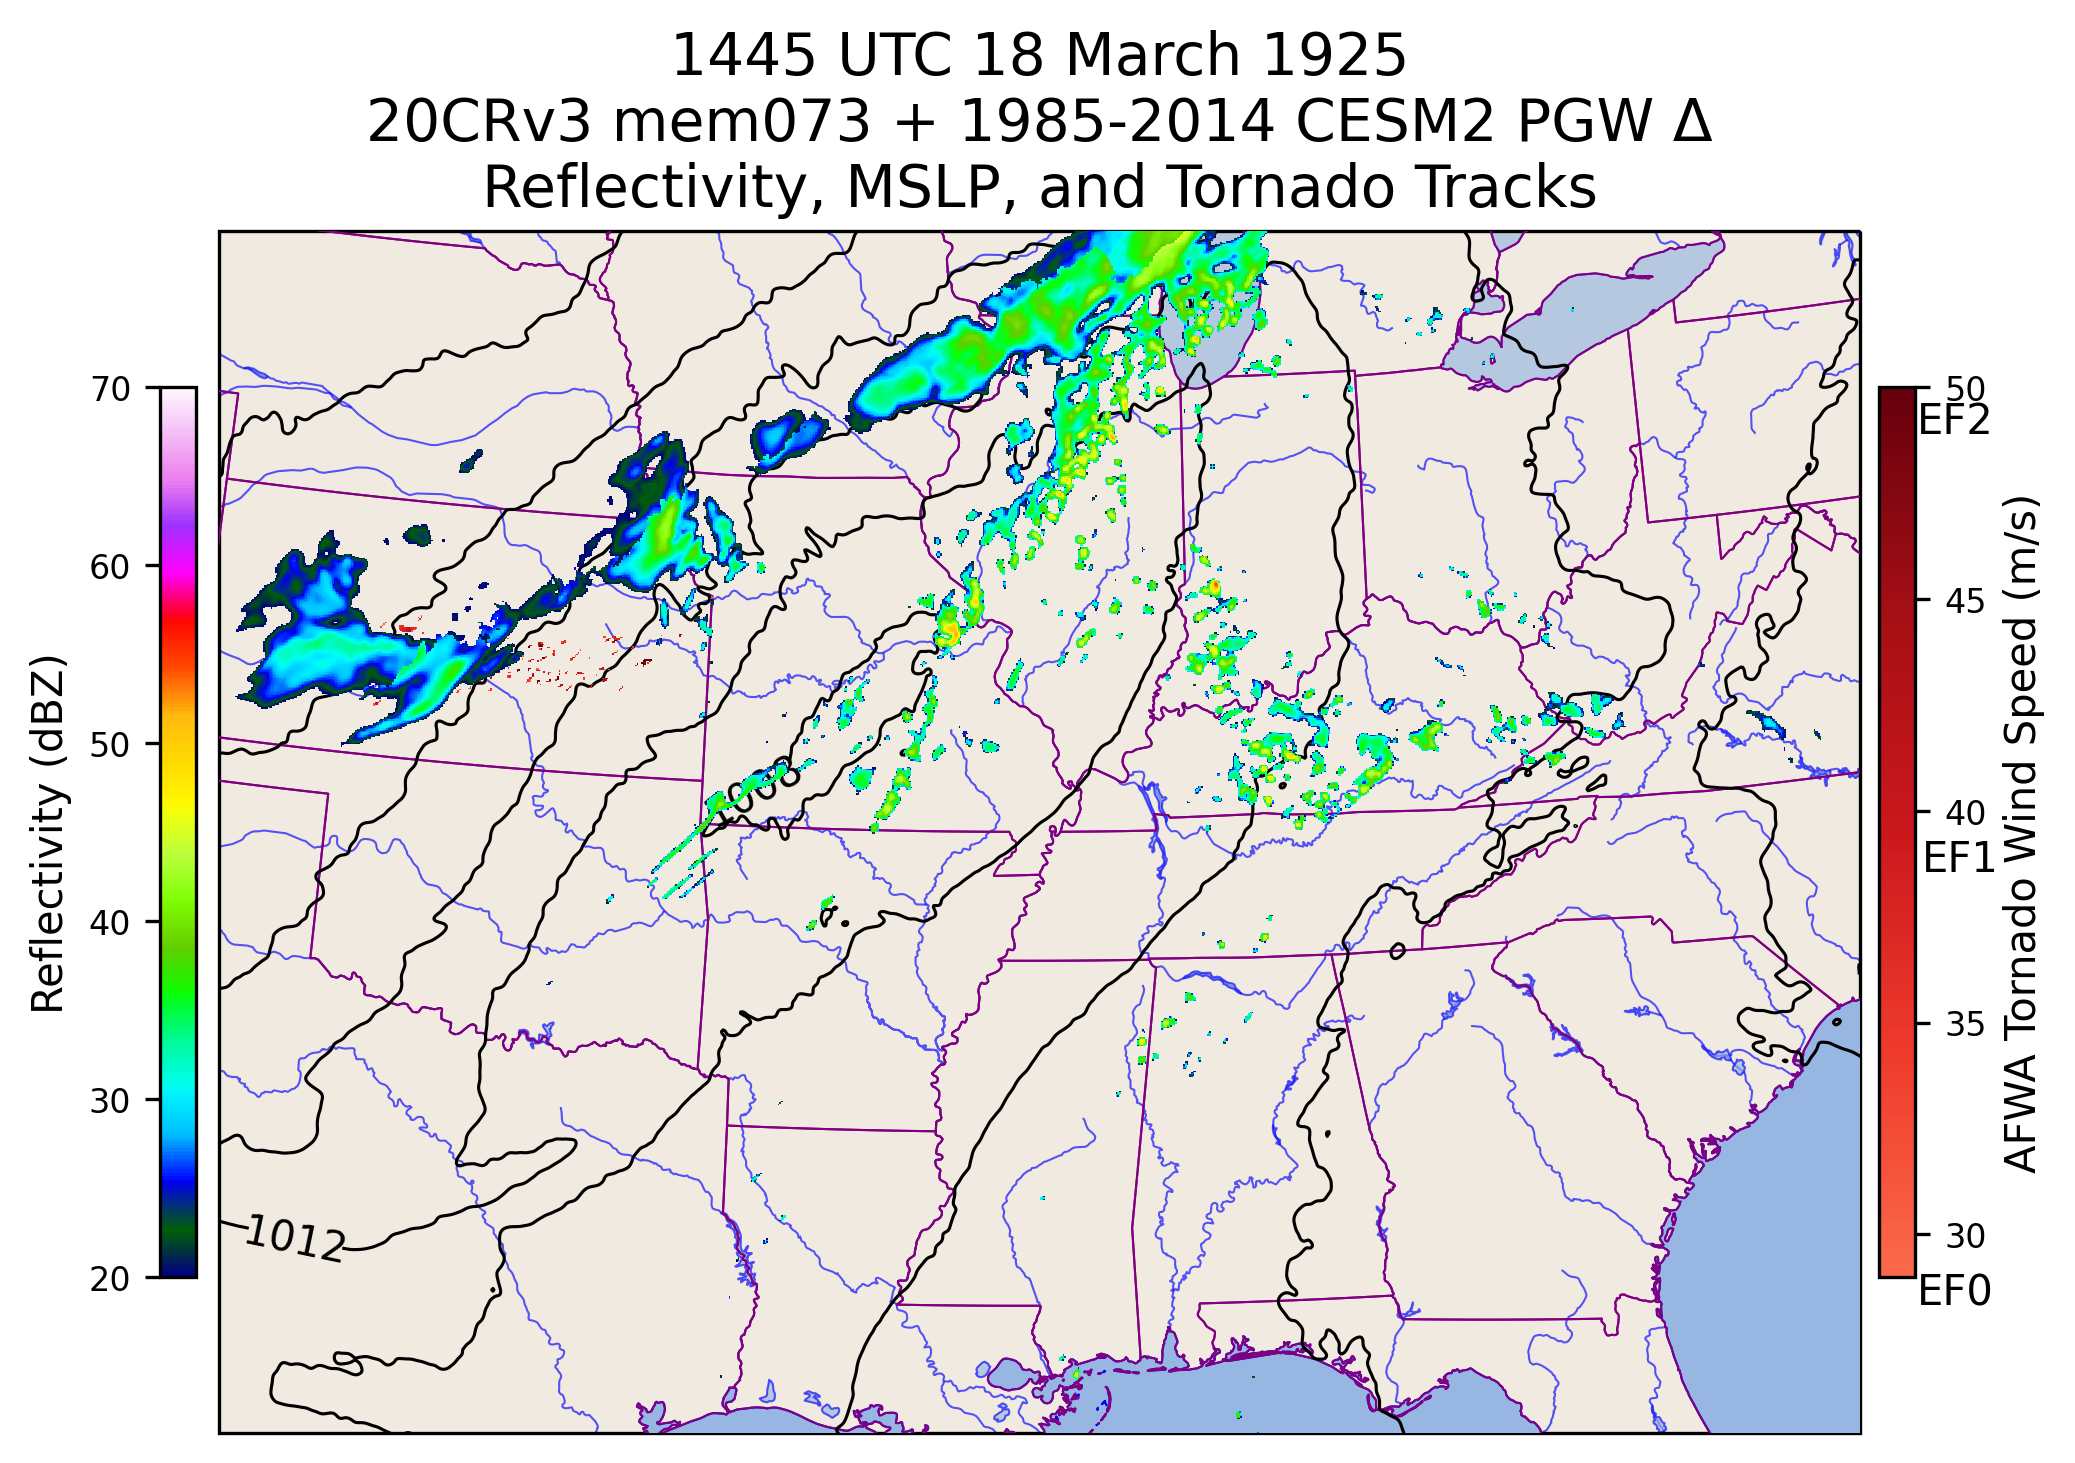 1445 UTC 18 March 1925
20CRv3 mem073 + 1985-2014 CESM2 PGW Δ
Reflectivity, MSLP, and Tornado Tracks
70
60
50
40
30
20
Reflectivity (dBZ)
1012
50
EF2
45
40
EF1
35
30
EF0
AFWA Tornado Wind Speed (m/s)